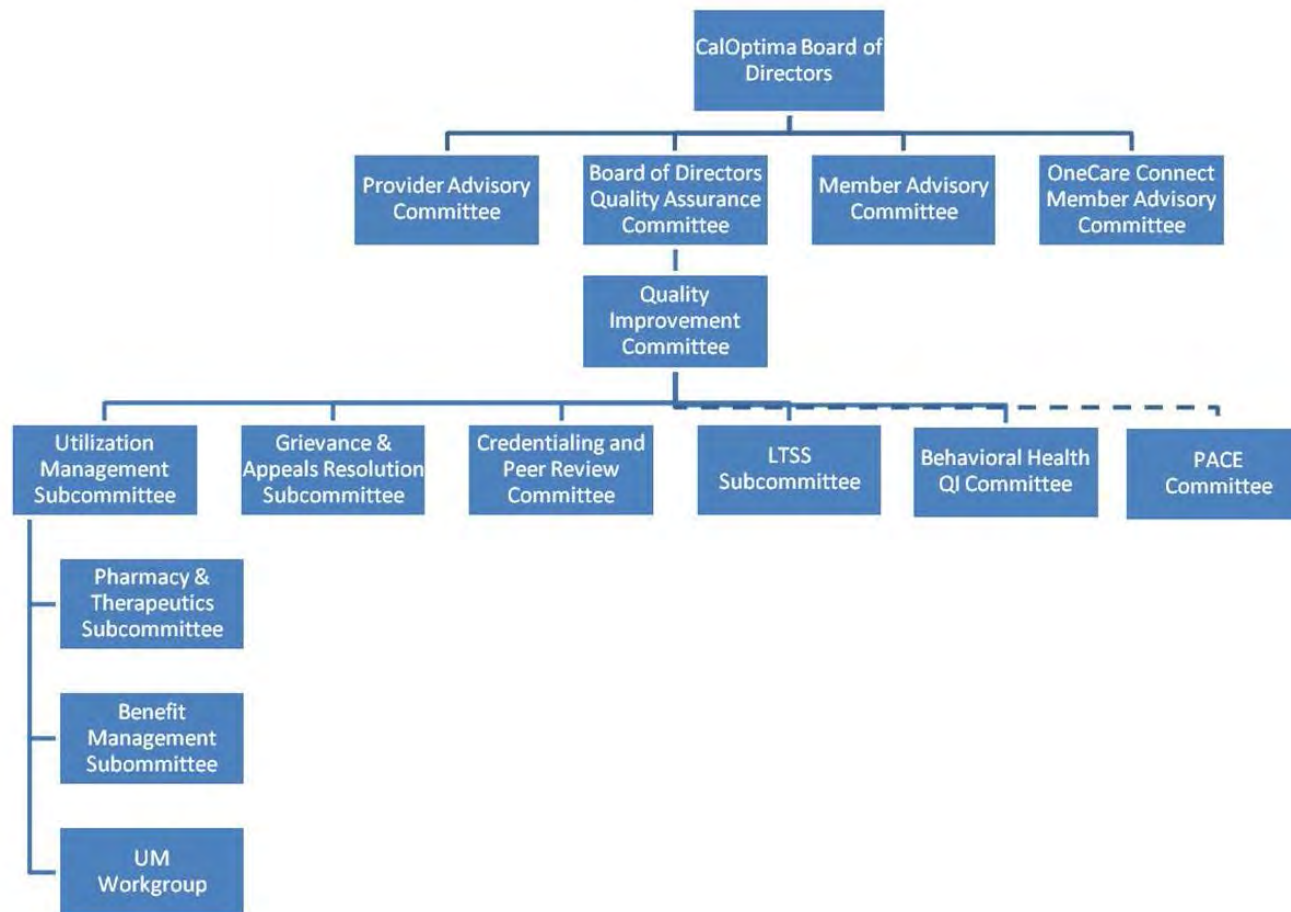 CalOptima Board of
Directors
Provider Advisory
Committee
Board of Directors
Quality Assurance
Committee
Member Advisory
Committee
OneCare Connect
Member Advisory
Committee
Quality
Improvement
Committee
Utilization
Management
Subcommittee
Grievance &
Appeals Resolution
Subcommittee
Credentialing and
Peer Review
Committee
LTSS
Subcommittee
Behavioral Health
QI Committee
PACE
Committee
Pharmacy &
Therapeutics
Subcommittee
Benefit
Management
Subommittee
UM
Workgroup